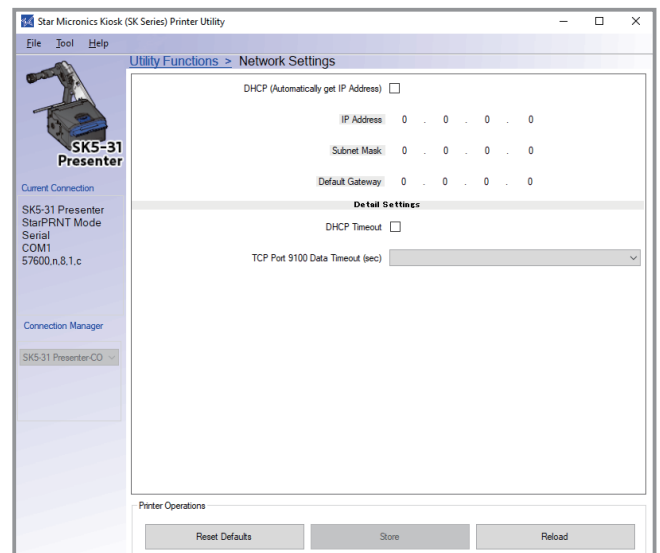 Star Micronics Kiosk (SK Series) Printer Utility
File Tool Help
Utility Functions > Network Settings
SK5-31
Presenter
Current Connection
SK5-31 Presenter
StarPRNT Mode
Serial
COM1
57600,n,8,1,c
Connection Manager
SK5-31 Presenter-CO
DHCP (Automatically get IP Address)
IP Address 0 . 0 . 0 . 0
Subnet Mask 0 . 0 . 0 . 0
Default Gateway 0 . 0 . 0 . 0
Detail Settings
DHCP Timeout
TCP Port 9100 Data Timeout (sec)
Printer Operations
Reset Defaults Store Reload